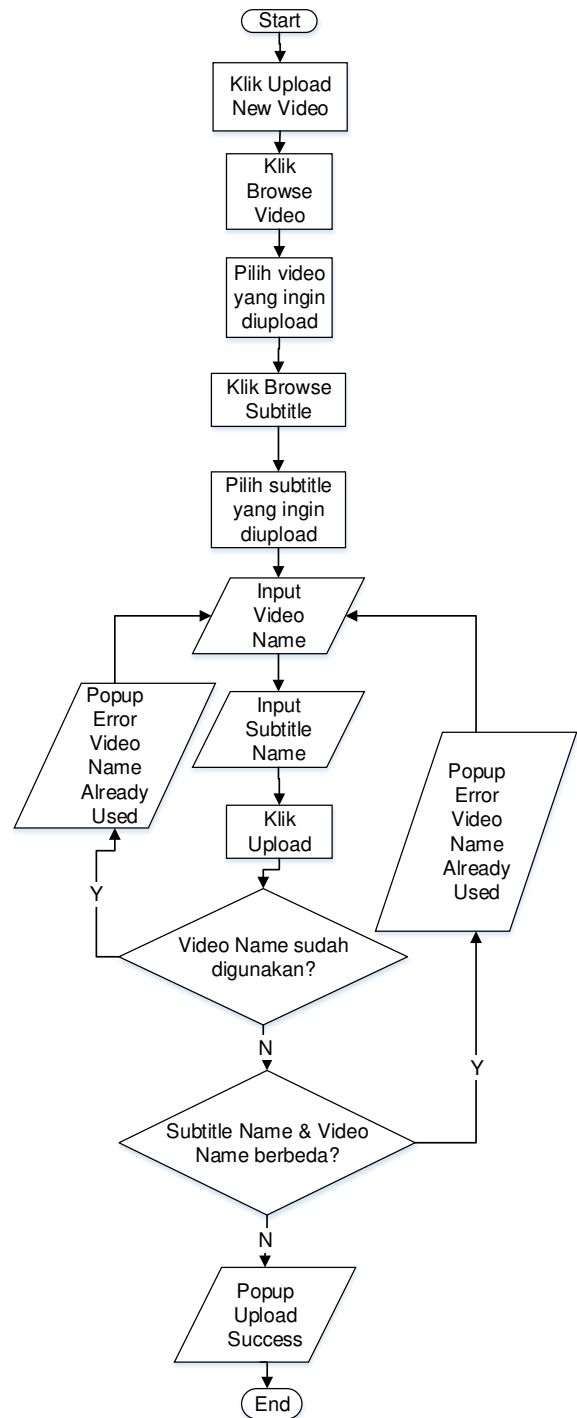 Start
Klik Upload
New Video
Klik
Browse
Video
Pilih video
yang ingin
diupload
Klik Browse
Subtitle
Pilih subtitle
yang ingin
diupload
Input
Video
Name
Popup
Error
Video
Name
Already
Used
Input
Subtitle
Name
Popup
Error
Video
Name
Already
Used
Klik
Upload
Y
Video Name sudah
digunakan?
N
Y
Subtitle Name & Video
Name berbeda?
N
Popup
Upload
Success
End